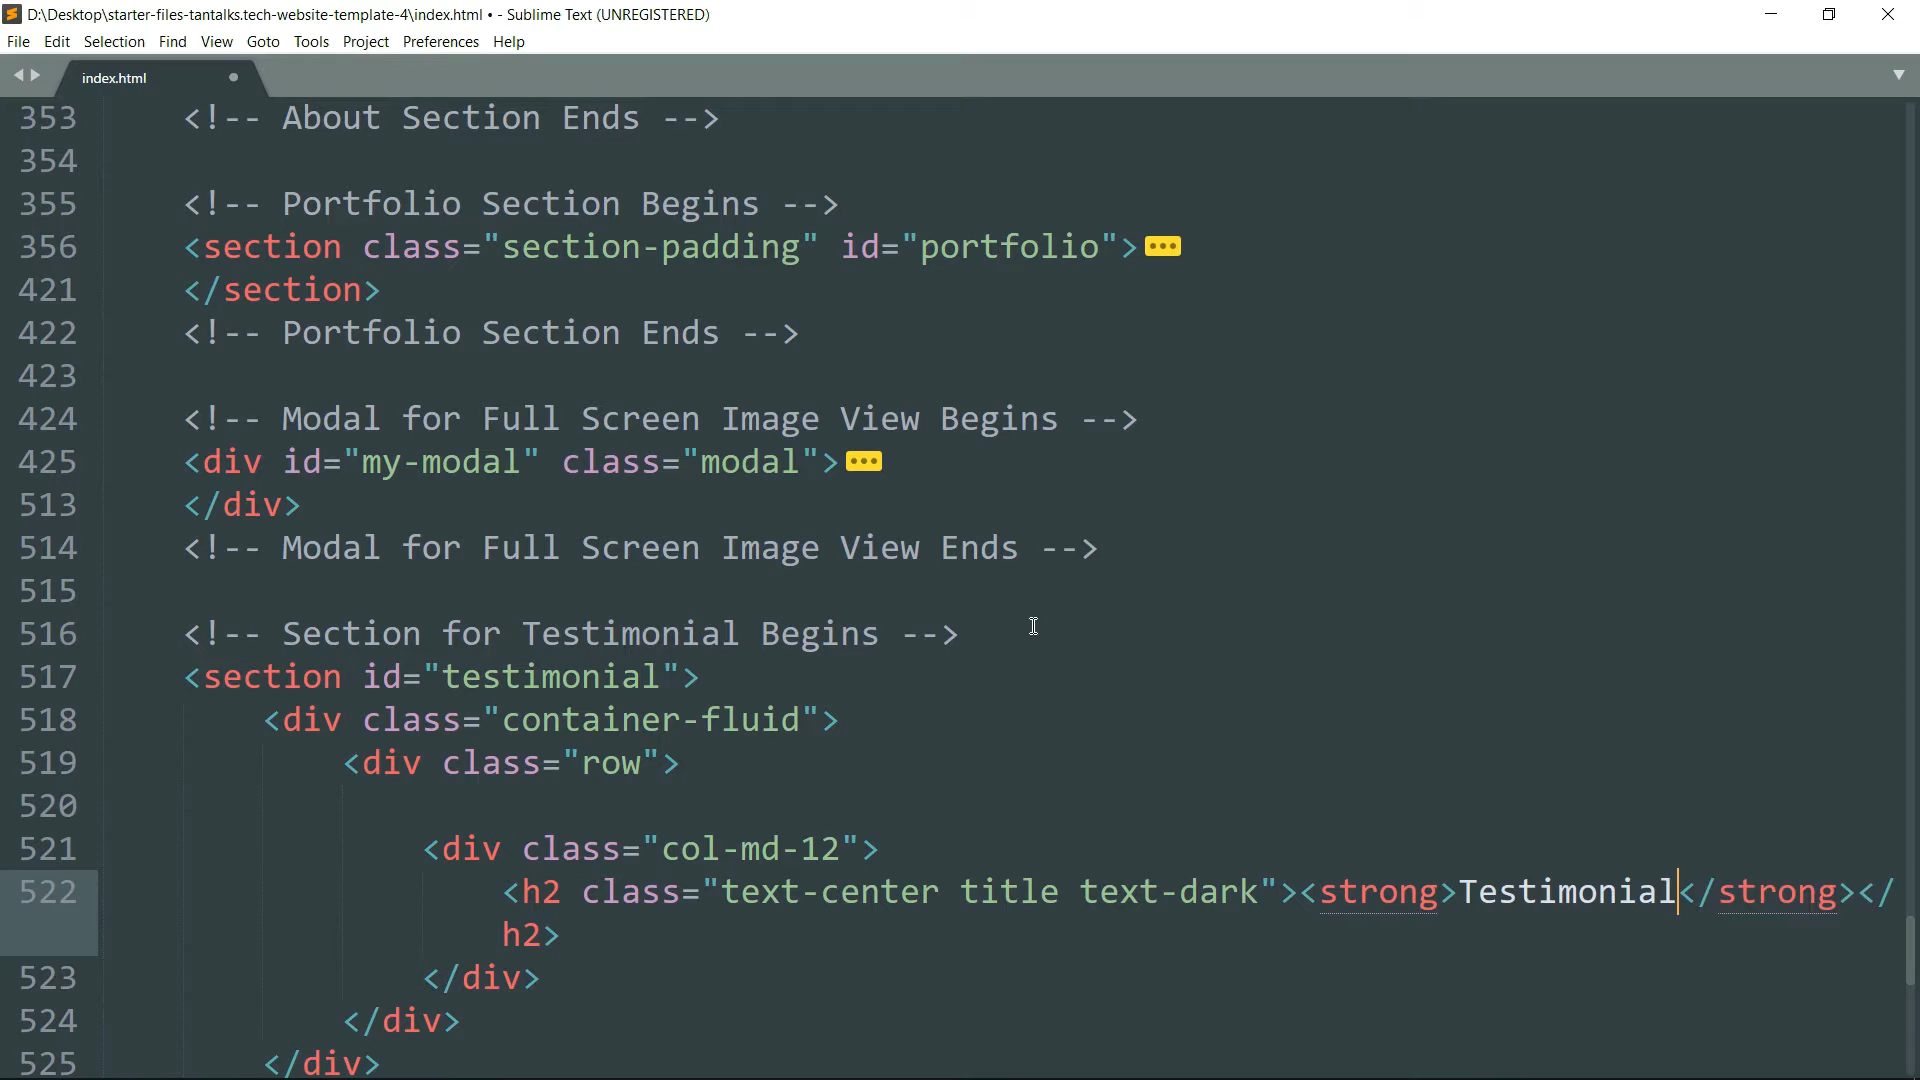 D:\Desktop\starter-files-tantalks.tech-website-template-4\index.html • - Sublime Text (UNREGISTERED)
File Edit Selection Find View Goto Tools Project Preferences Help
index.html
353 <!-- About Section Ends -->
354
355 <!-- Portfolio Section Begins -->
356 <section class="section-padding" id="portfolio">
421 </section>
422 <!-- Portfolio Section Ends -->
423
424 <!-- Modal for Full Screen Image View Begins -->
425 <div id="my-modal" class="modal">
513 </div>
514 <!-- Modal for Full Screen Image View Ends -->
515
516 <!-- Section for Testimonial Begins -->
517 <section id="testimonial">
518 <div class="container-fluid">
519 <div class="row">
520
521 <div class="col-md-12">
522 <h2 class="text-center title text-dark"><strong>Testimonial</strong></
h2>
523 </div>
524 </div>
525 </div>